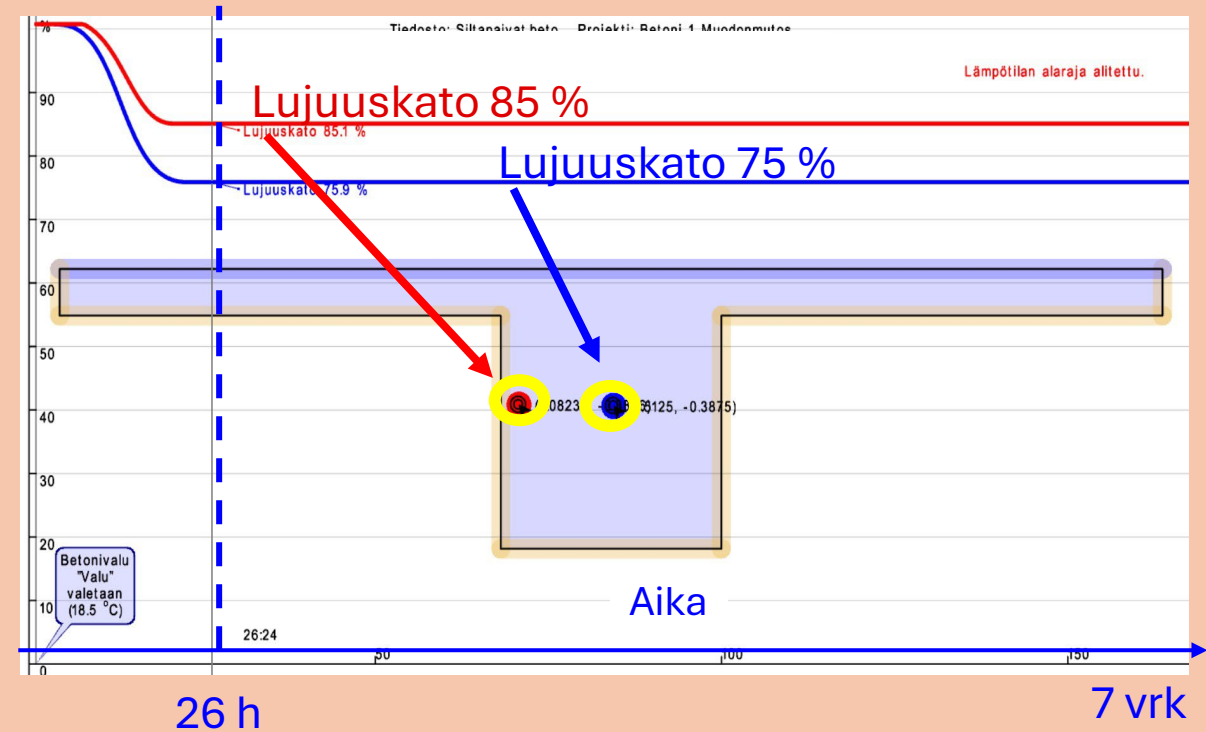 %
Tiedosto: Siltapaivat.beto Projekti: Betoni 1 Muodonmutos
Lämpötilan alaraja alitettu.
90
Lujuuskato 85 %
Lujuuskato 85.1 %
80
Lujuuskato 75 %
Lujuuskato 75.9 %
70
60
50
40
-0.3875)
30
20
Betonivalu
"Valu"
valetaan
(18.5 °C)
10
Aika
26:24
0
50
100
150
26 h
7 vrk